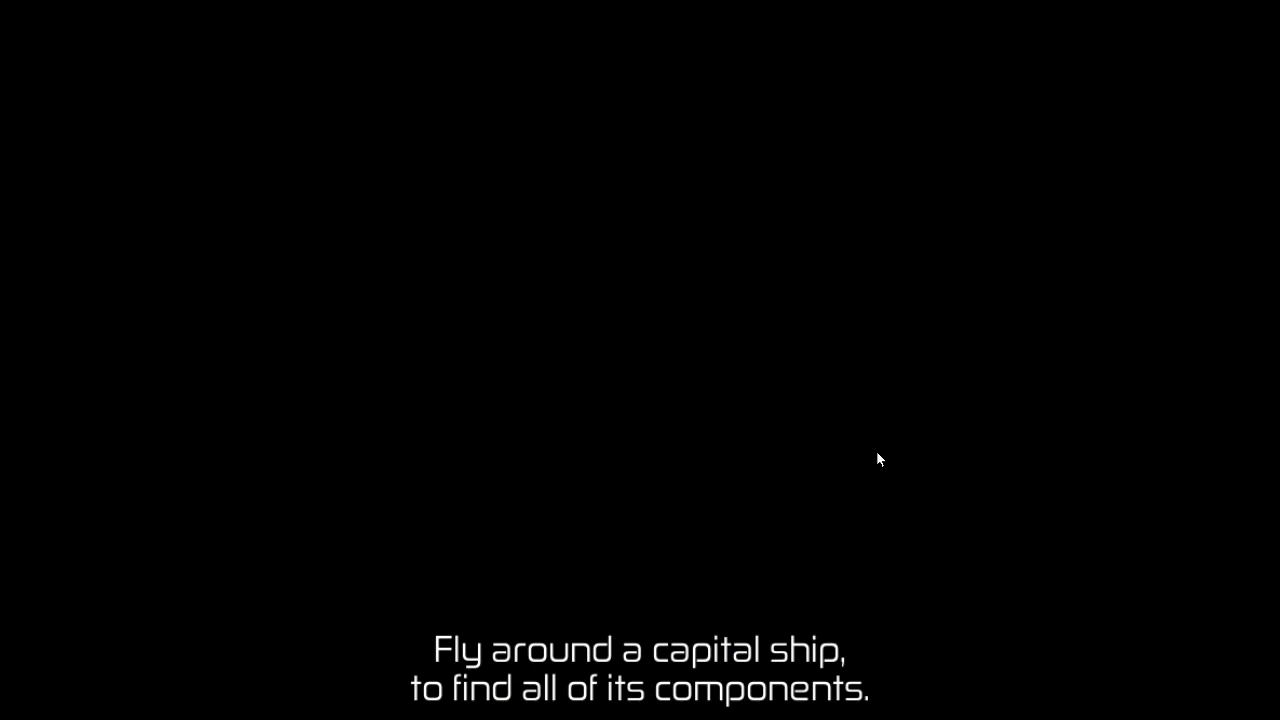 Fly around a capital ship,
to find all of its components.